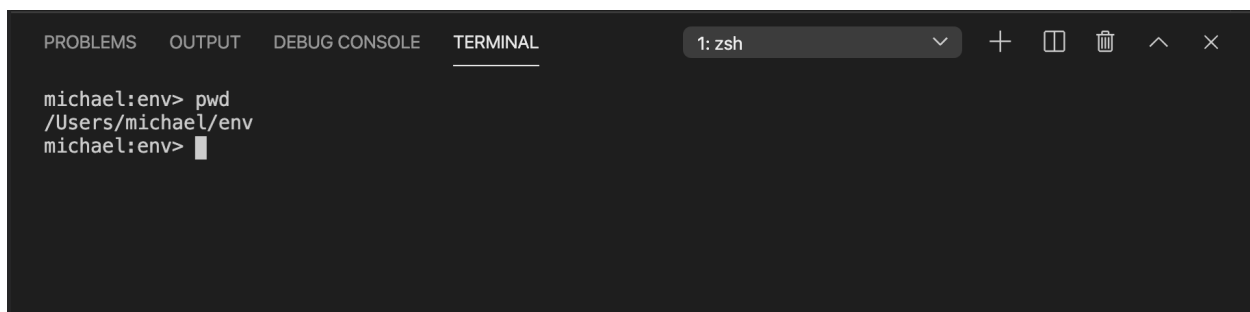 PROBLEMS OUTPUT DEBUG CONSOLE TERMINAL 1: zsh
michael:env> pwd
/Users/michael/env
michael:env>